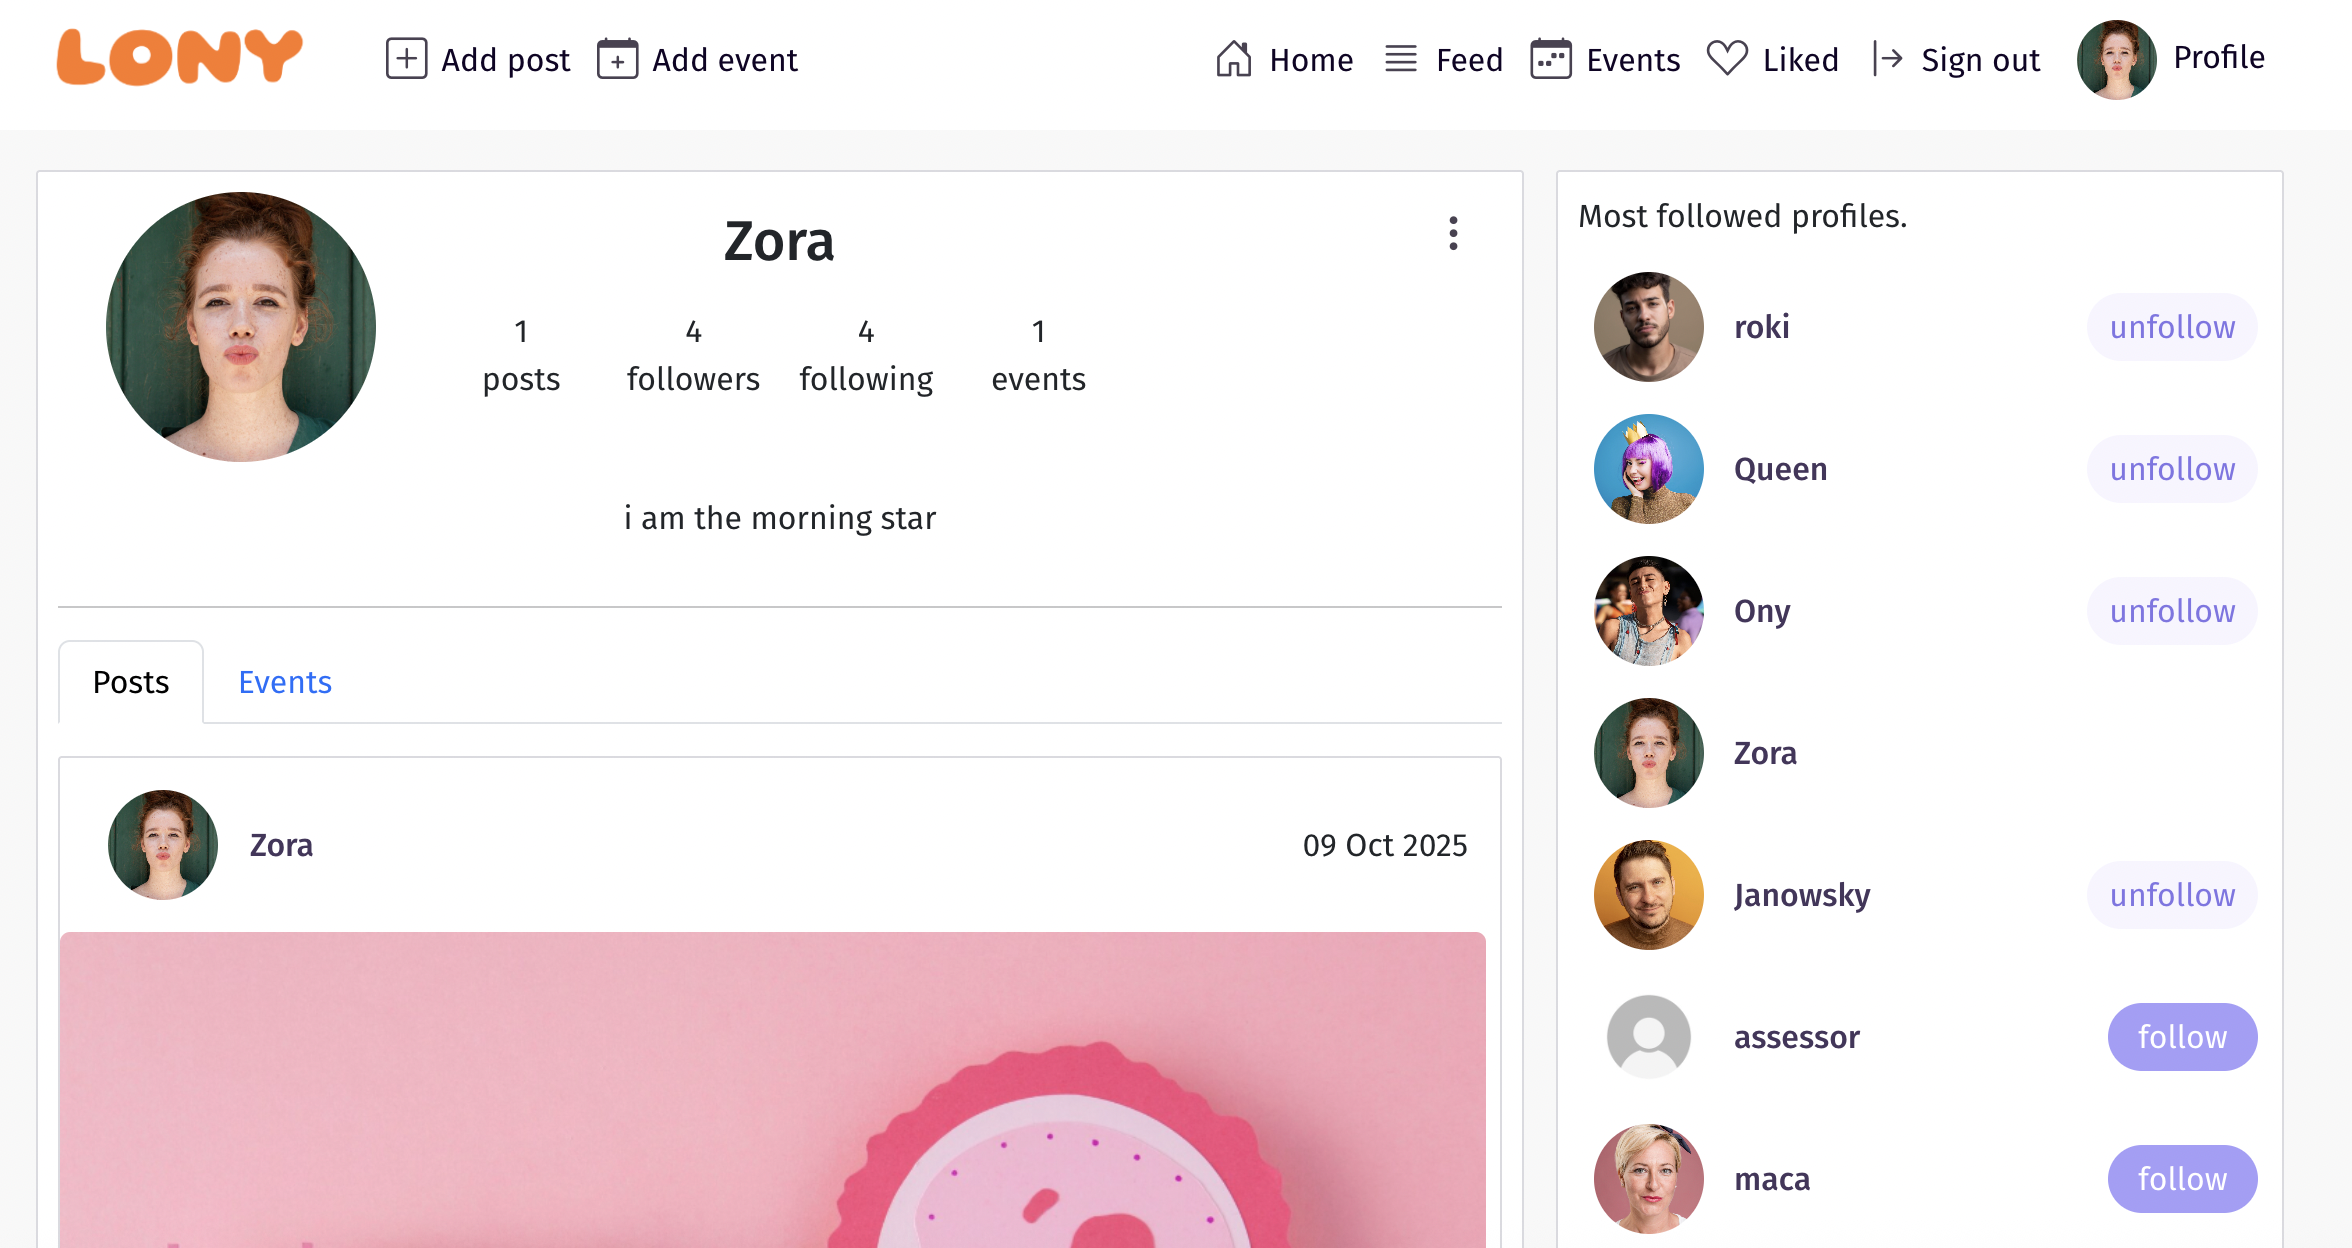 LONY
Add post
Add event
Home
Feed
Events
Liked
Sign out
Profile
Zora
1
posts
4
followers
4
following
1
events
i am the morning star
Posts
Events
Zora
09 Oct 2025
Most followed profiles.
roki
unfollow
Queen
unfollow
Ony
unfollow
Zora
Janowsky
unfollow
assessor
follow
maca
follow